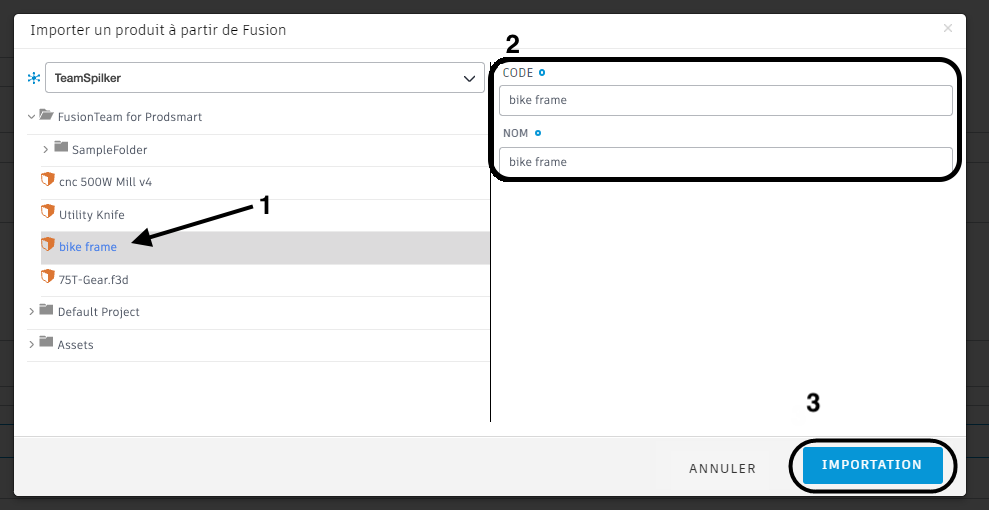 Importer un produit à partir de Fusion
TeamSpilker
FusionTeam for Prodsmart
SampleFolder
cnc 500W Mill v4
Utility Knife
bike frame
75T-Gear.f3d
Default Project
Assets
1
2
CODE
bike frame
NOM
bike frame
3
ANNULER
IMPORTATION